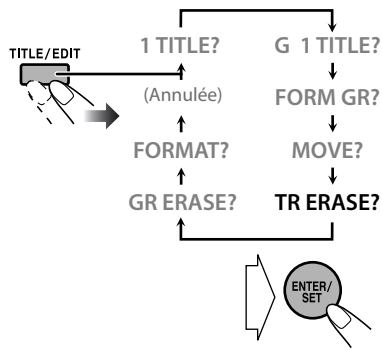 TITLE/EDIT
1 TITLE?
G 1 TITLE?
(Annulée)
FORM GR?
FORMAT?
MOVE?
GR ERASE?
TR ERASE?
ENTER/
SET